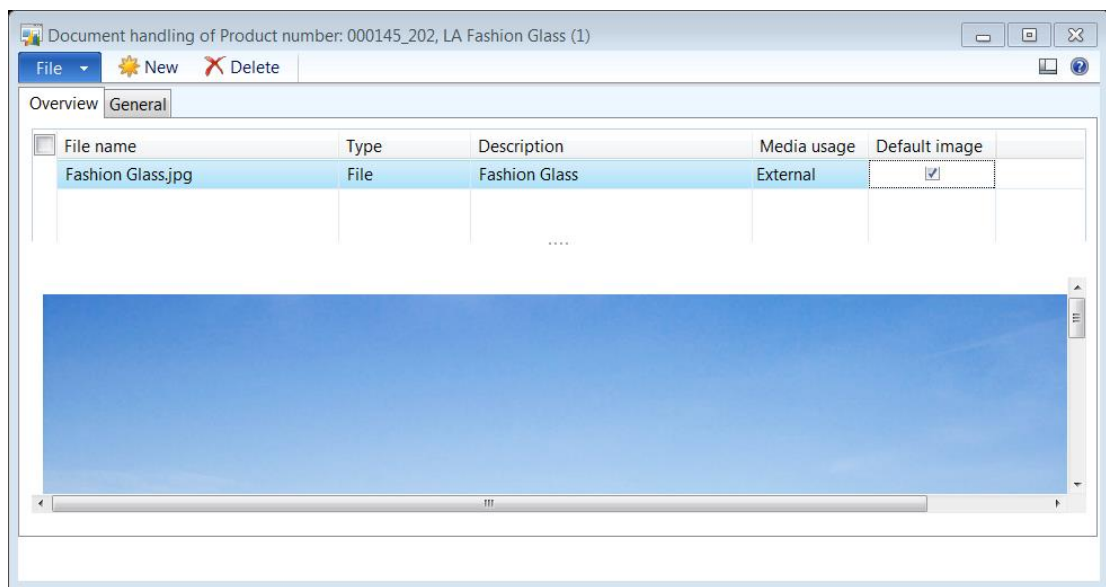 Document handling of Product number: 000145_202, LA Fashion Glass (1)
File New Delete
Overview General
File name Type Description Media usage Default image
Fashion Glass.jpg File Fashion Glass External